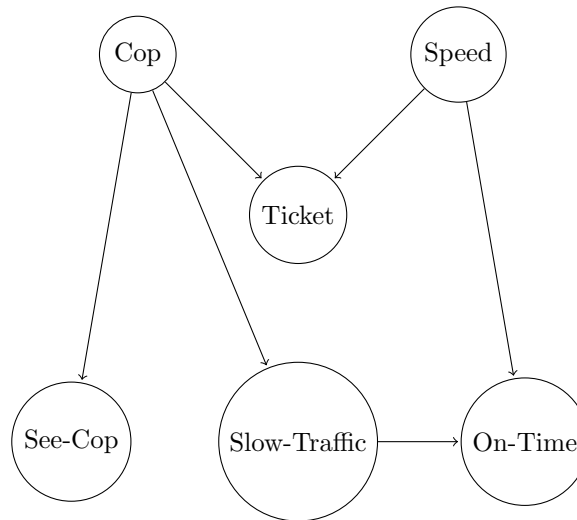 Cop
Speed
Ticket
See-Cop
Slow-Traffic
On-Time